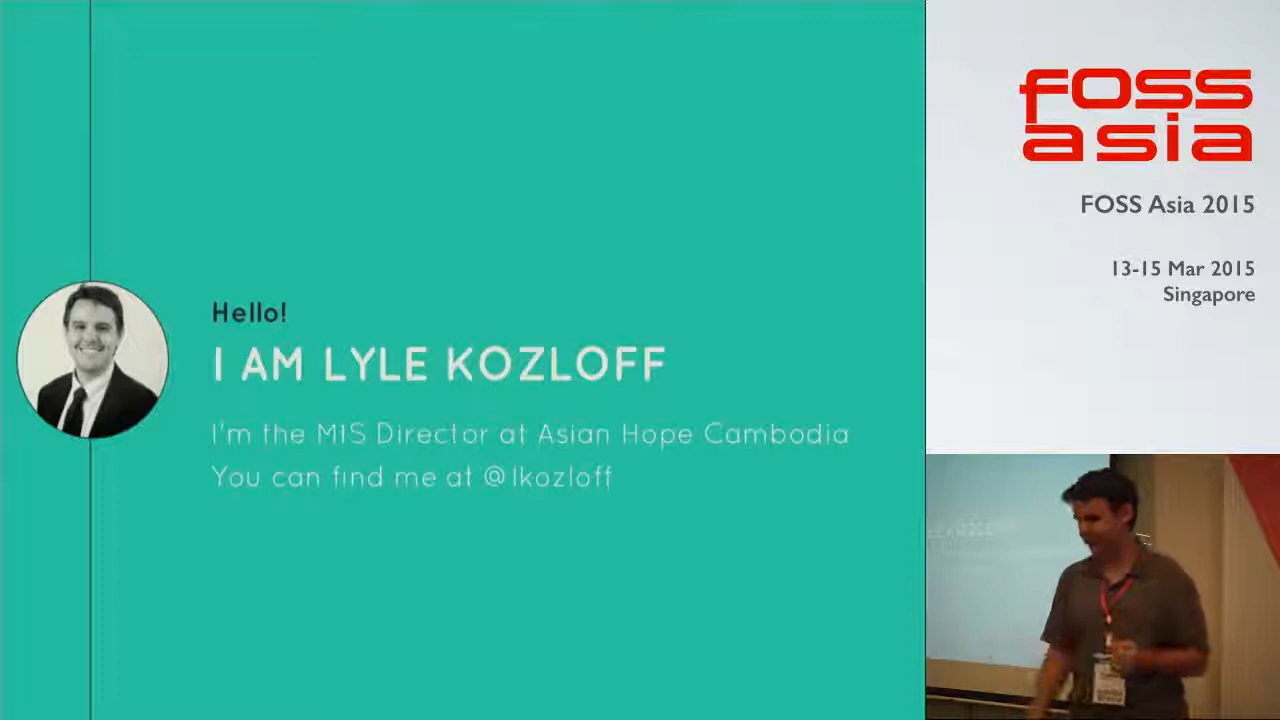 Hello!
I AM LYLE KOZLOFF
I'm the MIS Director at Asian Hope Cambodia
You can find me at @lkozloff
foss
asia
FOSS Asia 2015
13-15 Mar 2015
Singapore